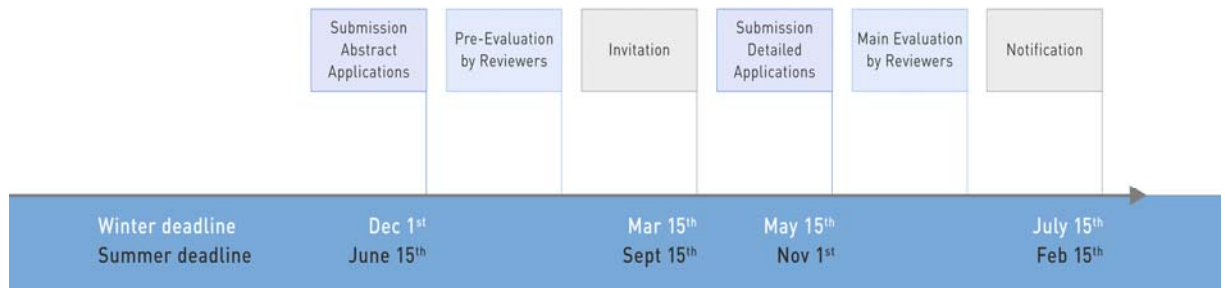 Submission
Abstract
Applications
Pre-Evaluation
by Reviewers
Invitation
Submission
Detailed
Applications
Main Evaluation
by Reviewers
Notification
Winter deadline Dec 1st Mar 15th May 15th July 15th
Summer deadline June 15th Sept 15th Nov 1st Feb 15th